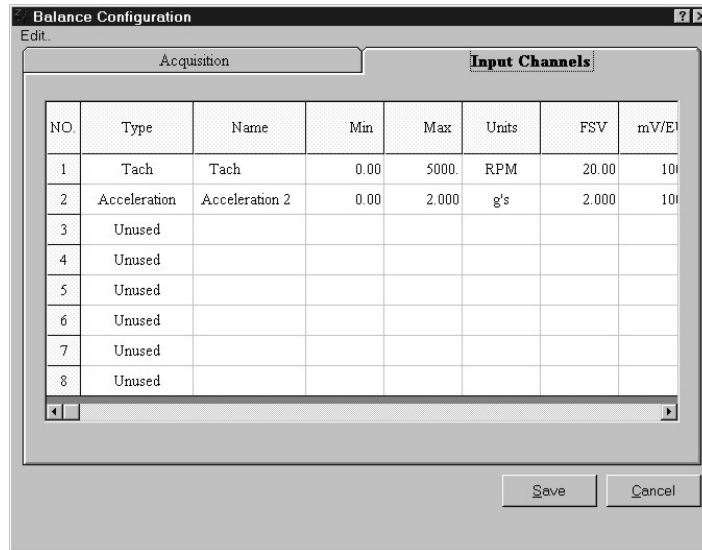 Balance Configuration
Edit..
Acquisition Input Channels
NO. Type Name Min Max Units FSV
1 Tach Tach 0.00 5000. RPM 20.00
2 Acceleration Acceleration 2 0.00 2.000 g's 2.000
3 Unused
4 Unused
5 Unused
6 Unused
7 Unused
8 Unused
Save Cancel